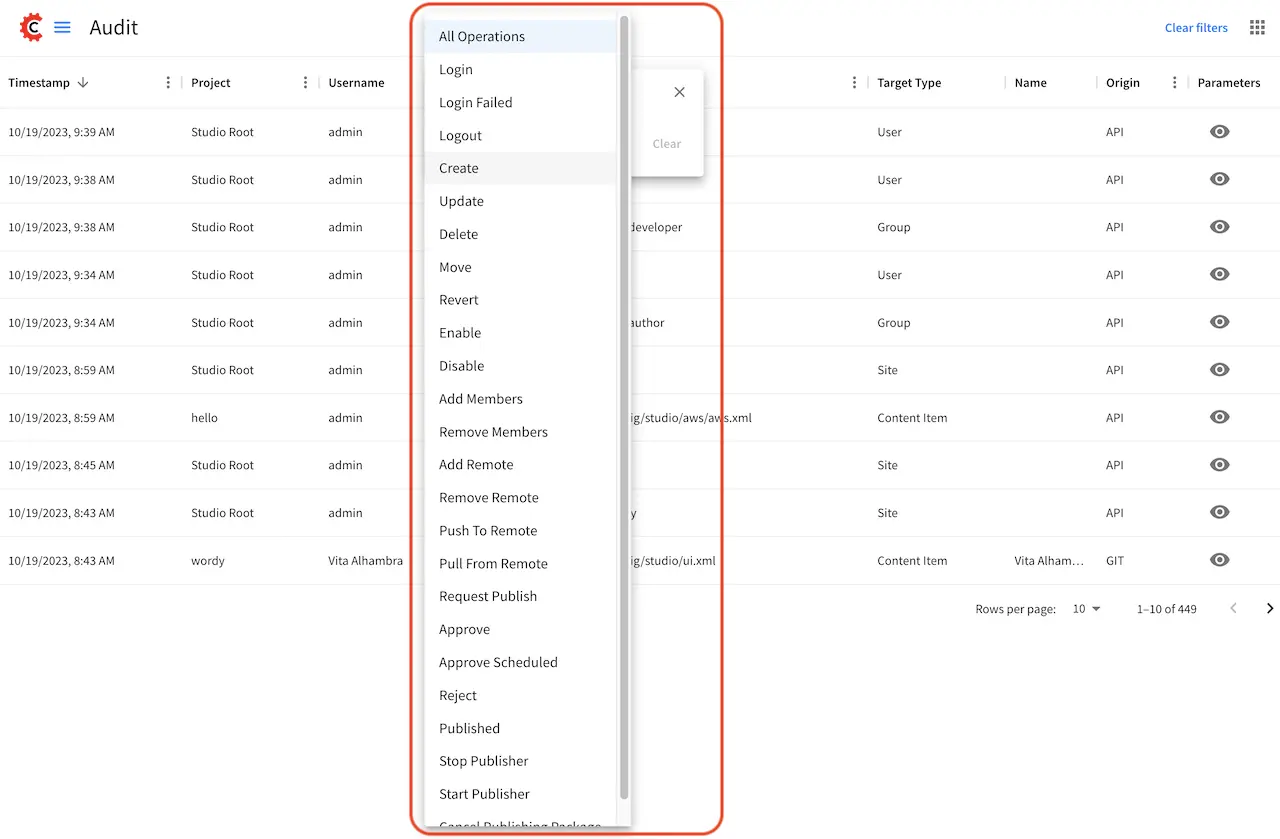 C Audit
Clear filters
Timestamp Project Username Target Type Name Origin Parameters
10/19/2023, 9:39 AM Studio Root admin User API
10/19/2023, 9:38 AM Studio Root admin User API
10/19/2023, 9:38 AM Studio Root admin developer Group API
10/19/2023, 9:34 AM Studio Root admin User API
10/19/2023, 9:34 AM Studio Root admin author Group API
10/19/2023, 8:59 AM Studio Root admin Site API
10/19/2023, 8:59 AM hello admin ig/studio/aws/aws.xml Content Item API
10/19/2023, 8:45 AM Studio Root admin Site API
10/19/2023, 8:43 AM Studio Root admin y Site API
10/19/2023, 8:43 AM wordy Vita Alhambra ig/studio/ui.xml Content Item Vita Alham… GIT
Rows per page: 10 1–10 of 449
All Operations
Login
Login Failed
Logout
Create
Update
Delete
Move
Revert
Enable
Disable
Add Members
Remove Members
Add Remote
Remove Remote
Push To Remote
Pull From Remote
Request Publish
Approve
Approve Scheduled
Reject
Published
Stop Publisher
Start Publisher
Cancel Publishing Package
Clear